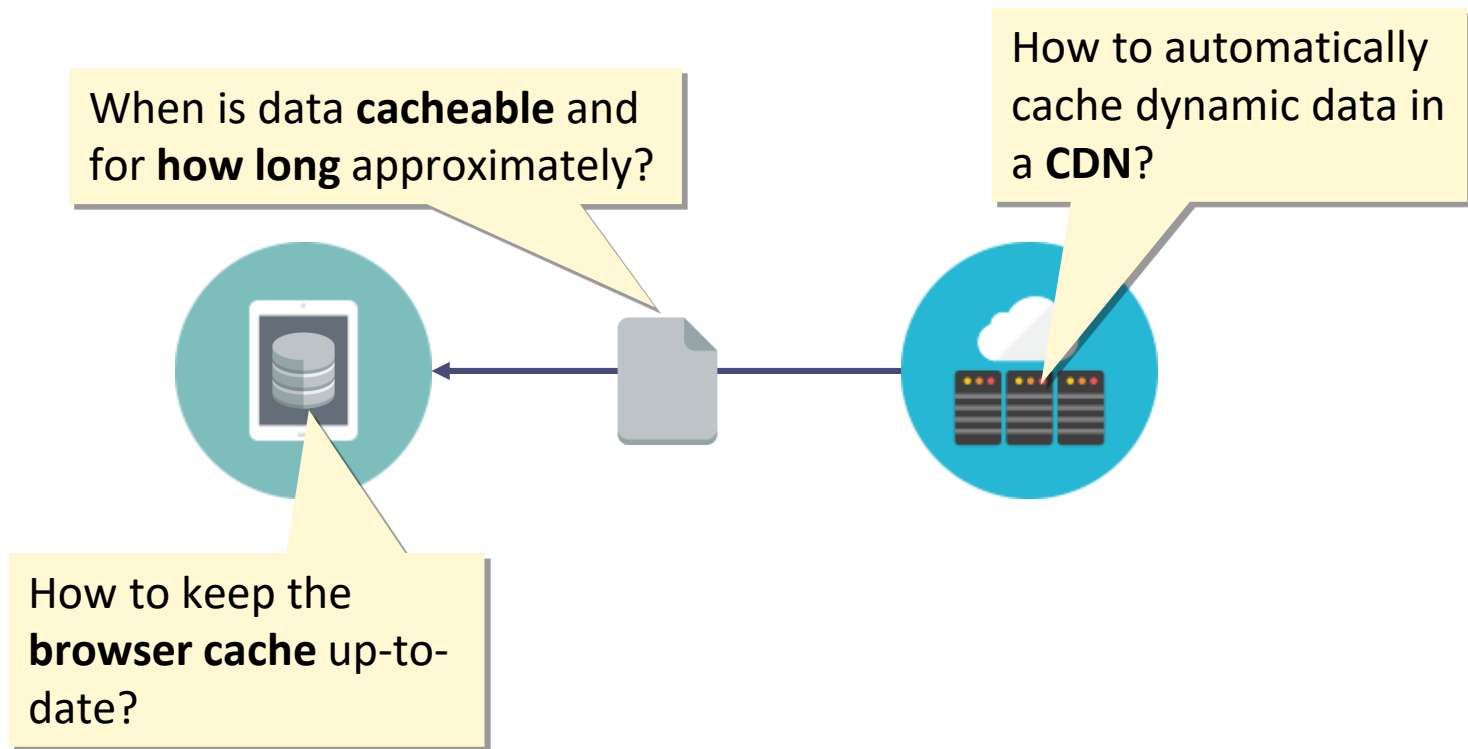 When is data cacheable and
for how long approximately?
How to automatically
cache dynamic data in
a CDN?
How to keep the
browser cache up-to-
date?